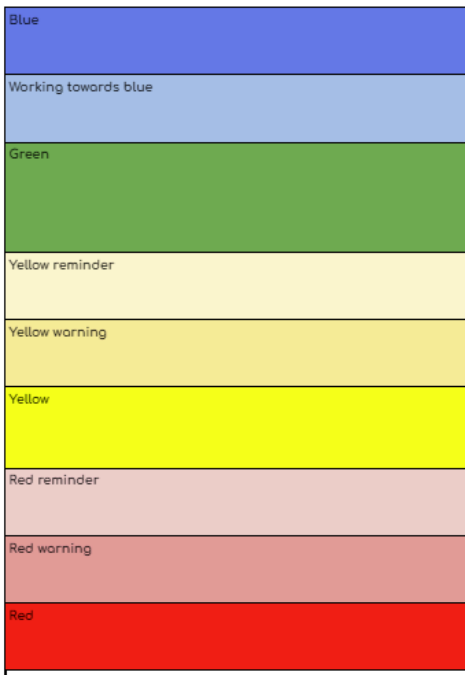 Blue
Working towards blue
Green
Yellow reminder
Yellow warning
Yellow
Red reminder
Red warning
Red